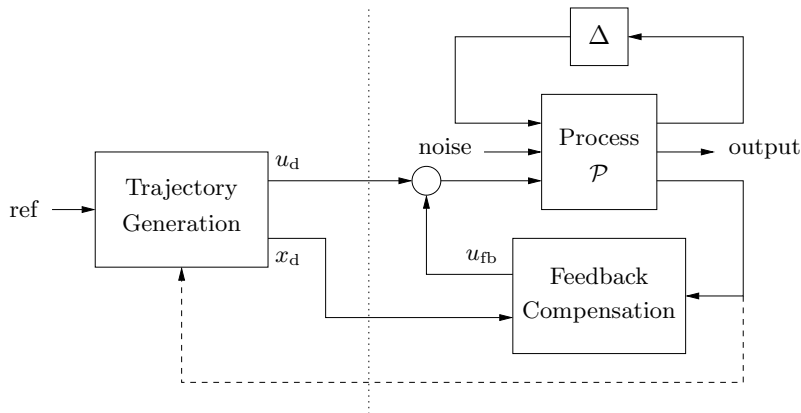 Δ
noise
Process
𝒫
output
u_d
ref
Trajectory
Generation
x_d
u_fb
Feedback
Compensation